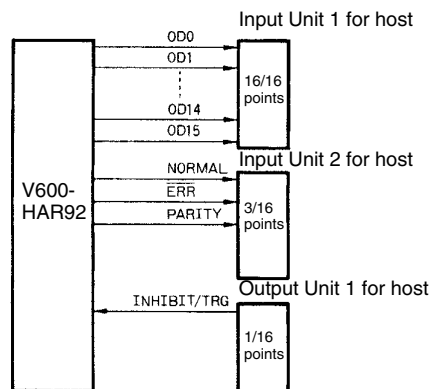 Input Unit 1 for host
OD0
OD1
16/16
points
OD14
OD15
Input Unit 2 for host
NORMAL
ERR
PARITY
3/16
points
V600-
HAR92
Output Unit 1 for host
INHIBIT/TRG
1/16
points